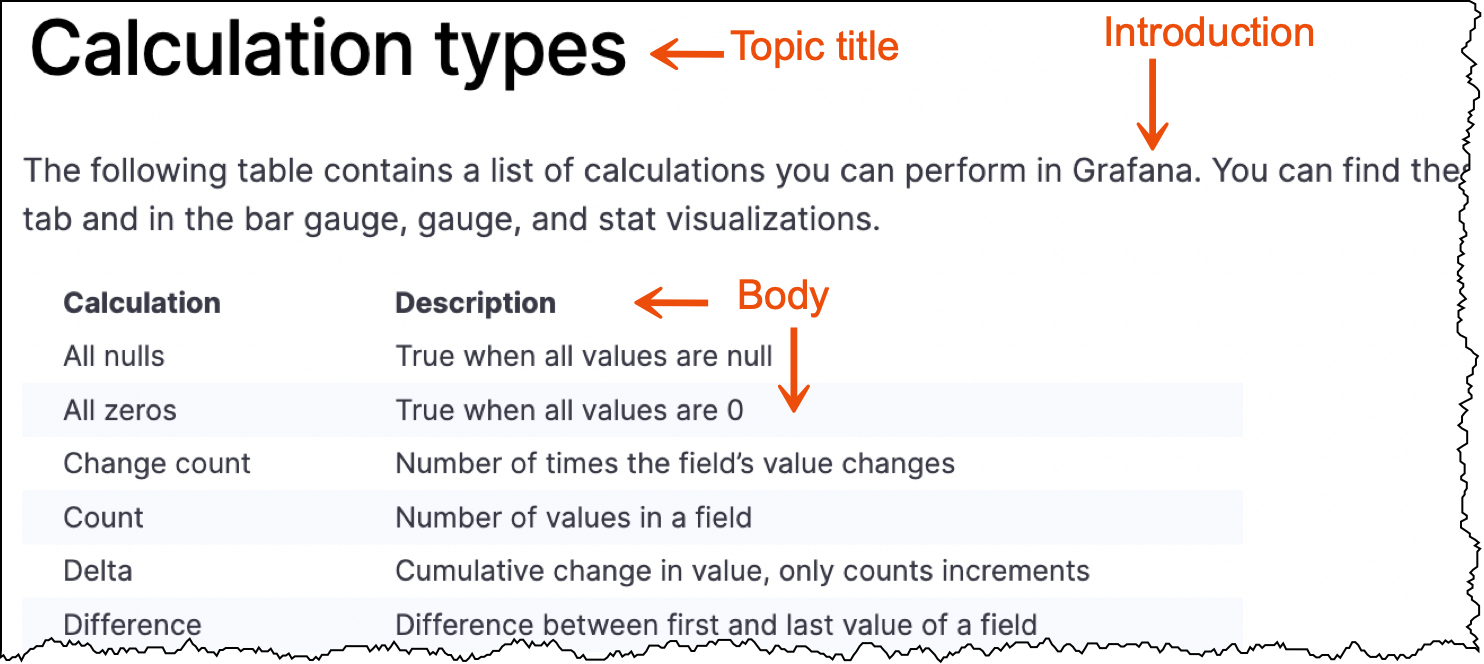 Calculation types
Topic title
Introduction
The following table contains a list of calculations you can perform in Grafana. You can find
tab and in the bar gauge, gauge, and stat visualizations.
Calculation Description
Body
All nulls True when all values are null
All zeros True when all values are 0
Change count Number of times the field’s value changes
Count Number of values in a field
Delta Cumulative change in value, only counts increments
Difference Difference between first and last value of a field